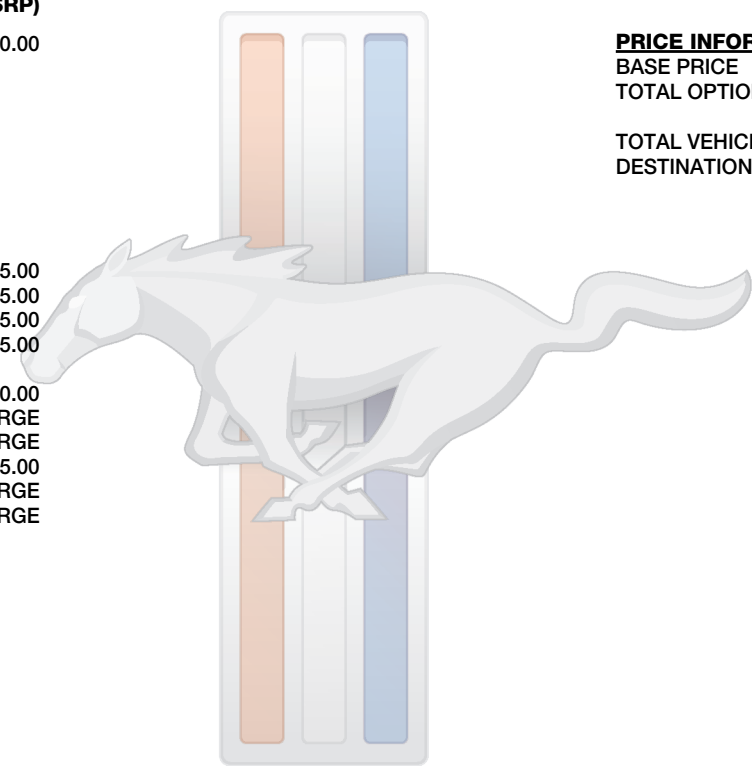 SRP)
0.00
5.00
5.00
5.00
5.00
0.00
RGE
RGE
5.00
RGE
RGE
PRICE INFOR
BASE PRICE
TOTAL OPTIO
TOTAL VEHICL
DESTINATION